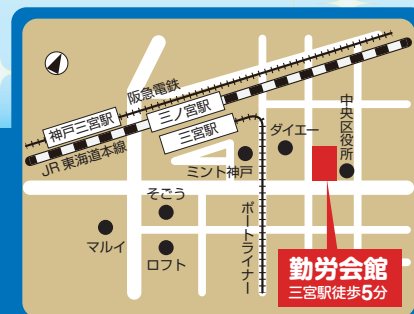 阪急電鉄
神戸三宮駅
三ノ宮駅
三宮駅
JR東海道本線
ダイエー
中央区役所
ミント神戸
そごう
マルイ
ロフト
ポートライナー
勤労会館
三宮駅徒歩5分